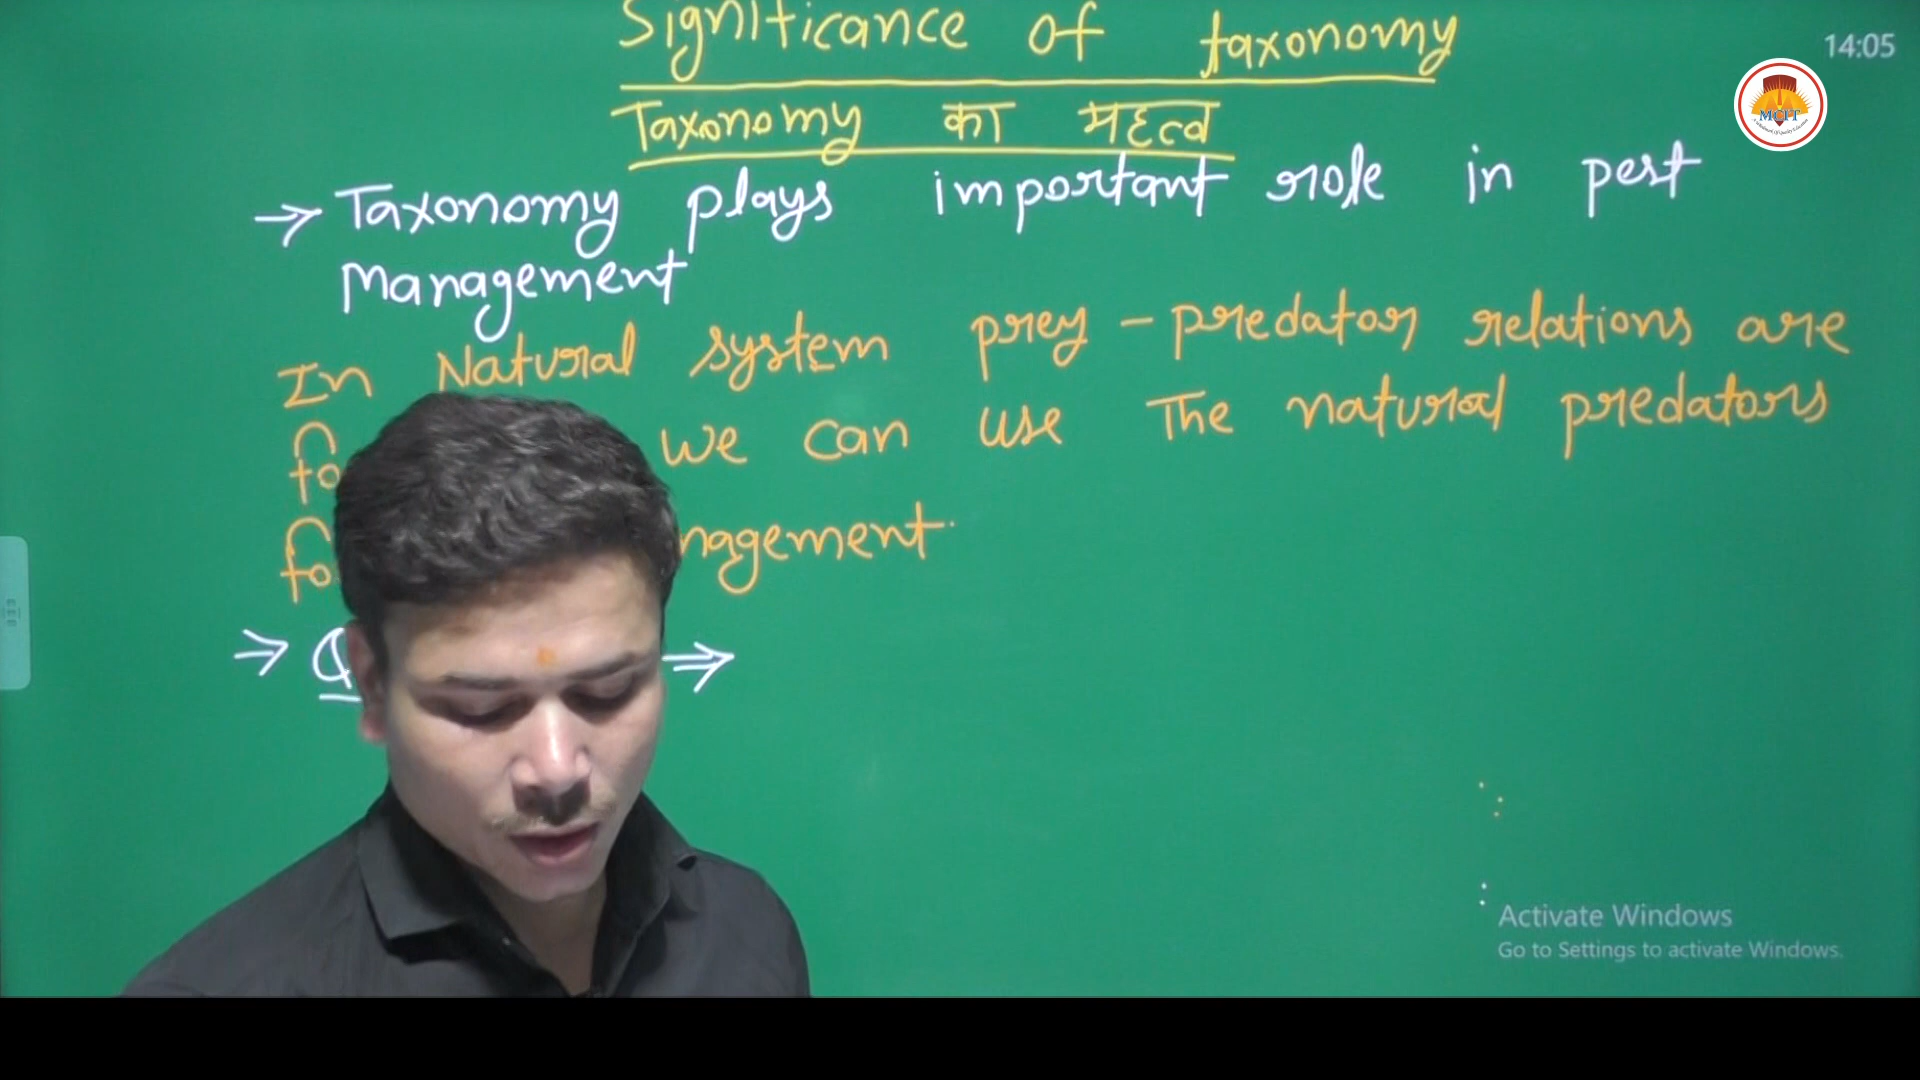 Significance of taxonomy
14:05
Taxonomy का महत्व
MCIT
→ Taxonomy plays important role in pest
Management
In Natural system prey - predator relations are
we can use The natural predators
nagement.
→ →
Activate Windows
Go to Settings to activate Windows.